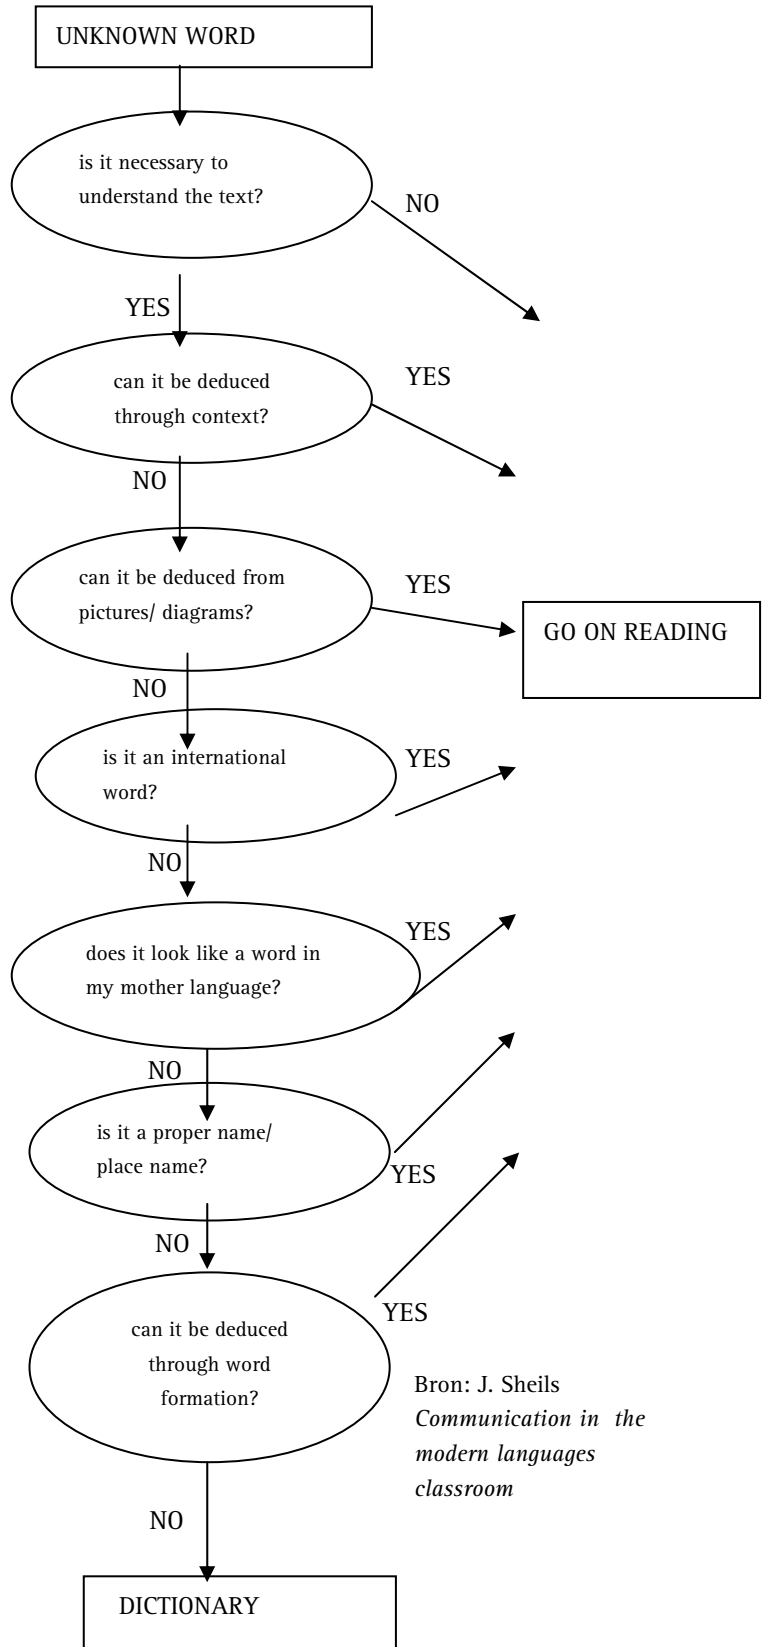 UNKNOWN WORD
is it necessary to
understand the text?
NO
YES
can it be deduced
through context?
YES
NO
can it be deduced from
pictures/ diagrams?
YES
GO ON READING
NO
is it an international
word?
YES
NO
does it look like a word in
my mother language?
YES
NO
is it a proper name/
place name?
YES
NO
can it be deduced
through word
formation?
YES
Bron: J. Sheils
Communication in the
modern languages
classroom
NO
DICTIONARY